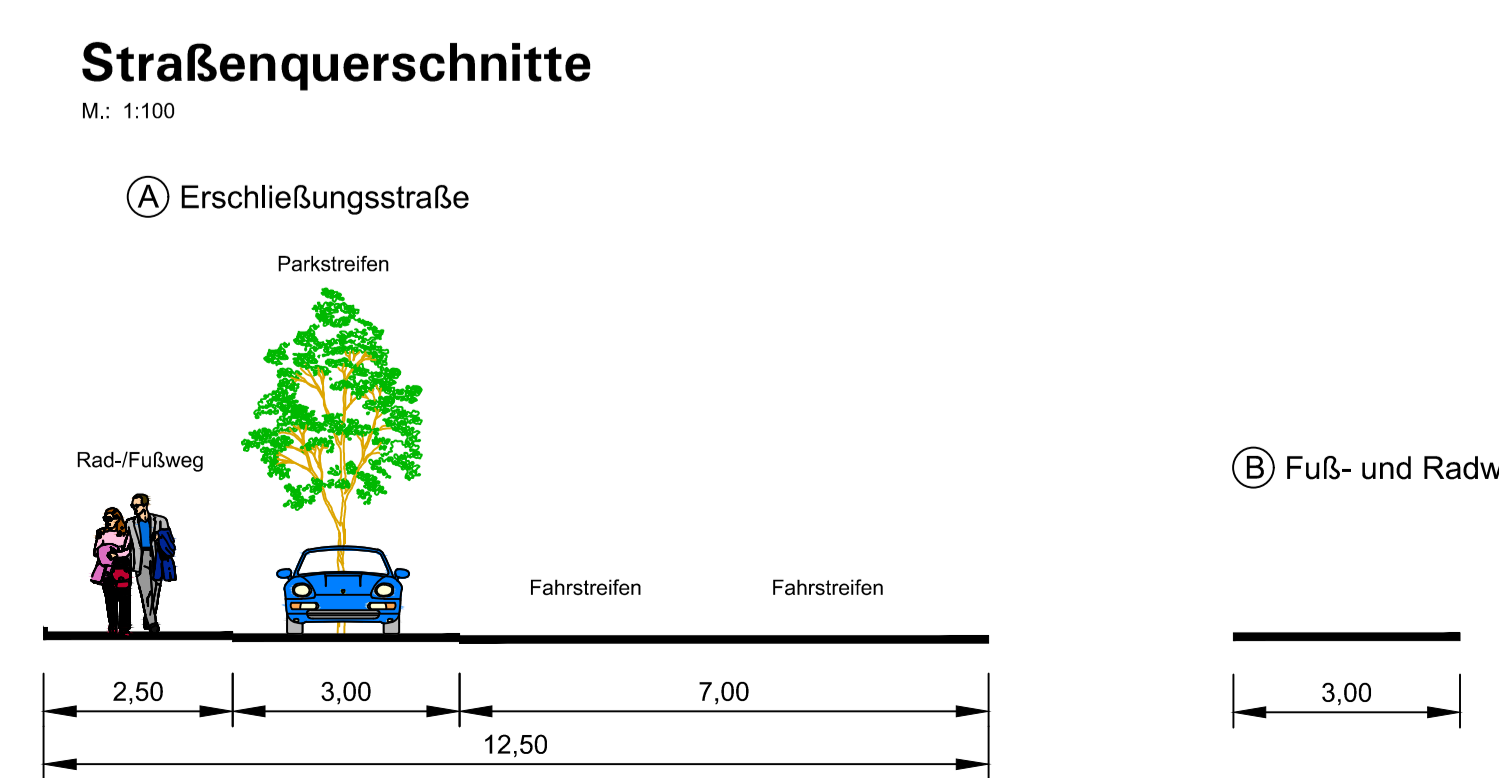 Straßenquerschnitte
M.: 1:100
A Erschließungsstraße
Parkstreifen
Rad-/Fußweg
Fahrstreifen Fahrstreifen
2,50 3,00 7,00
12,50
B Fuß- und Radw
3,00